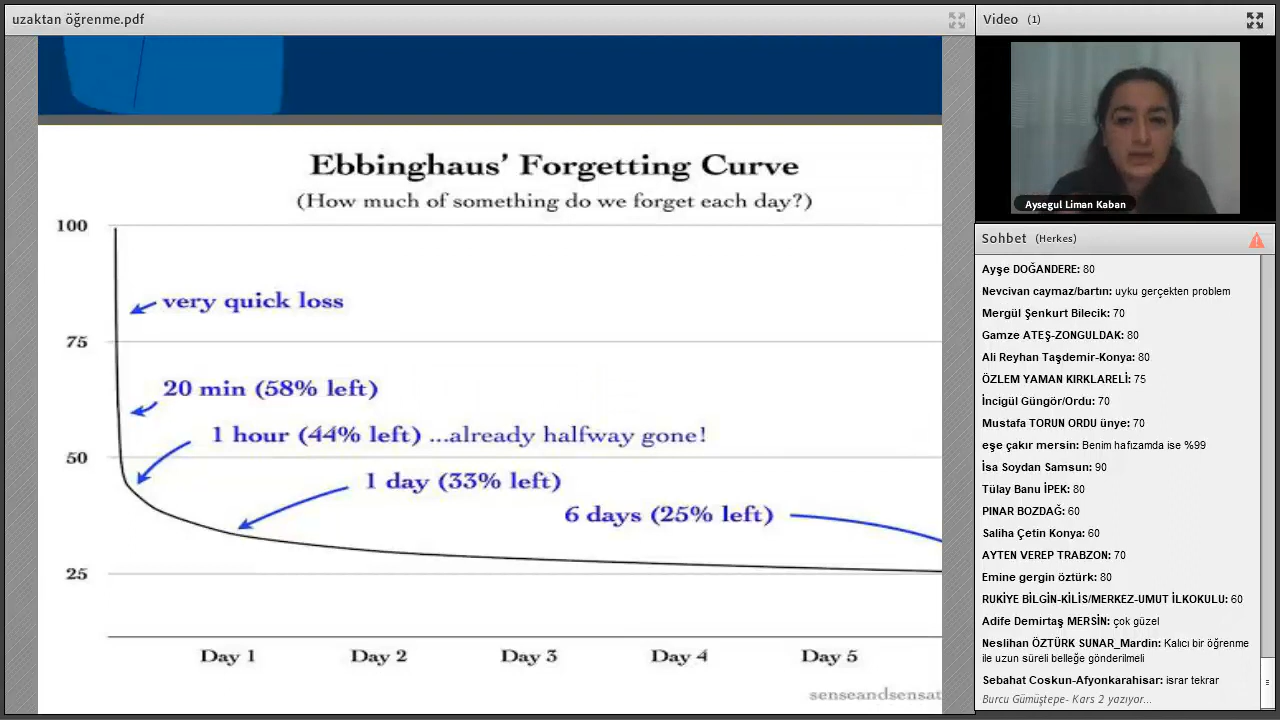 uzaktan öğrenme.pdf
Ebbinghaus' Forgetting Curve
(How much of something do we forget each day?)
100
very quick loss
75
20 min (58% left)
1 hour (44% left) ...already halfway gone!
50
1 day (33% left)
6 days (25% left)
25
Day 1
Day 2
Day 3
Day 4
Day 5
senseandsensat
Video (1)
Aysegul Liman Kaban
Sohbet (Herkes)
Ayşe DOĞANDERE: 80
Nevcivan caymaz/bartın: uyku gerçekten problem
Mergül Şenkurt Bilecik: 70
Gamze ATEŞ-ZONGULDAK: 80
Ali Reyhan Taşdemir-Konya: 80
ÖZLEM YAMAN KIRKLARELİ: 75
İncigül Güngör/Ordu: 70
Mustafa TORUN ORDU ünye: 70
eşe çakır mersin: Benim hafızamda ise %99
İsa Soydan Samsun: 90
Tülay Banu İPEK: 80
PINAR BOZDAĞ: 60
Saliha Çetin Konya: 60
AYTEN VEREP TRABZON: 70
Emine gergin öztürk: 80
RUKİYE BİLGİN-KİLİS/MERKEZ-UMUT İLKOKULU: 60
Adife Demirtaş MERSİN: çok güzel
Neslihan ÖZTÜRK SUNAR_Mardin: Kalıcı bir öğrenme
ile uzun süreli belleğe gönderilmeli
Sebahat Coskun-Afyonkarahisar: israr tekrar
Burcu Gümüştepe- Kars 2 yazıyor...